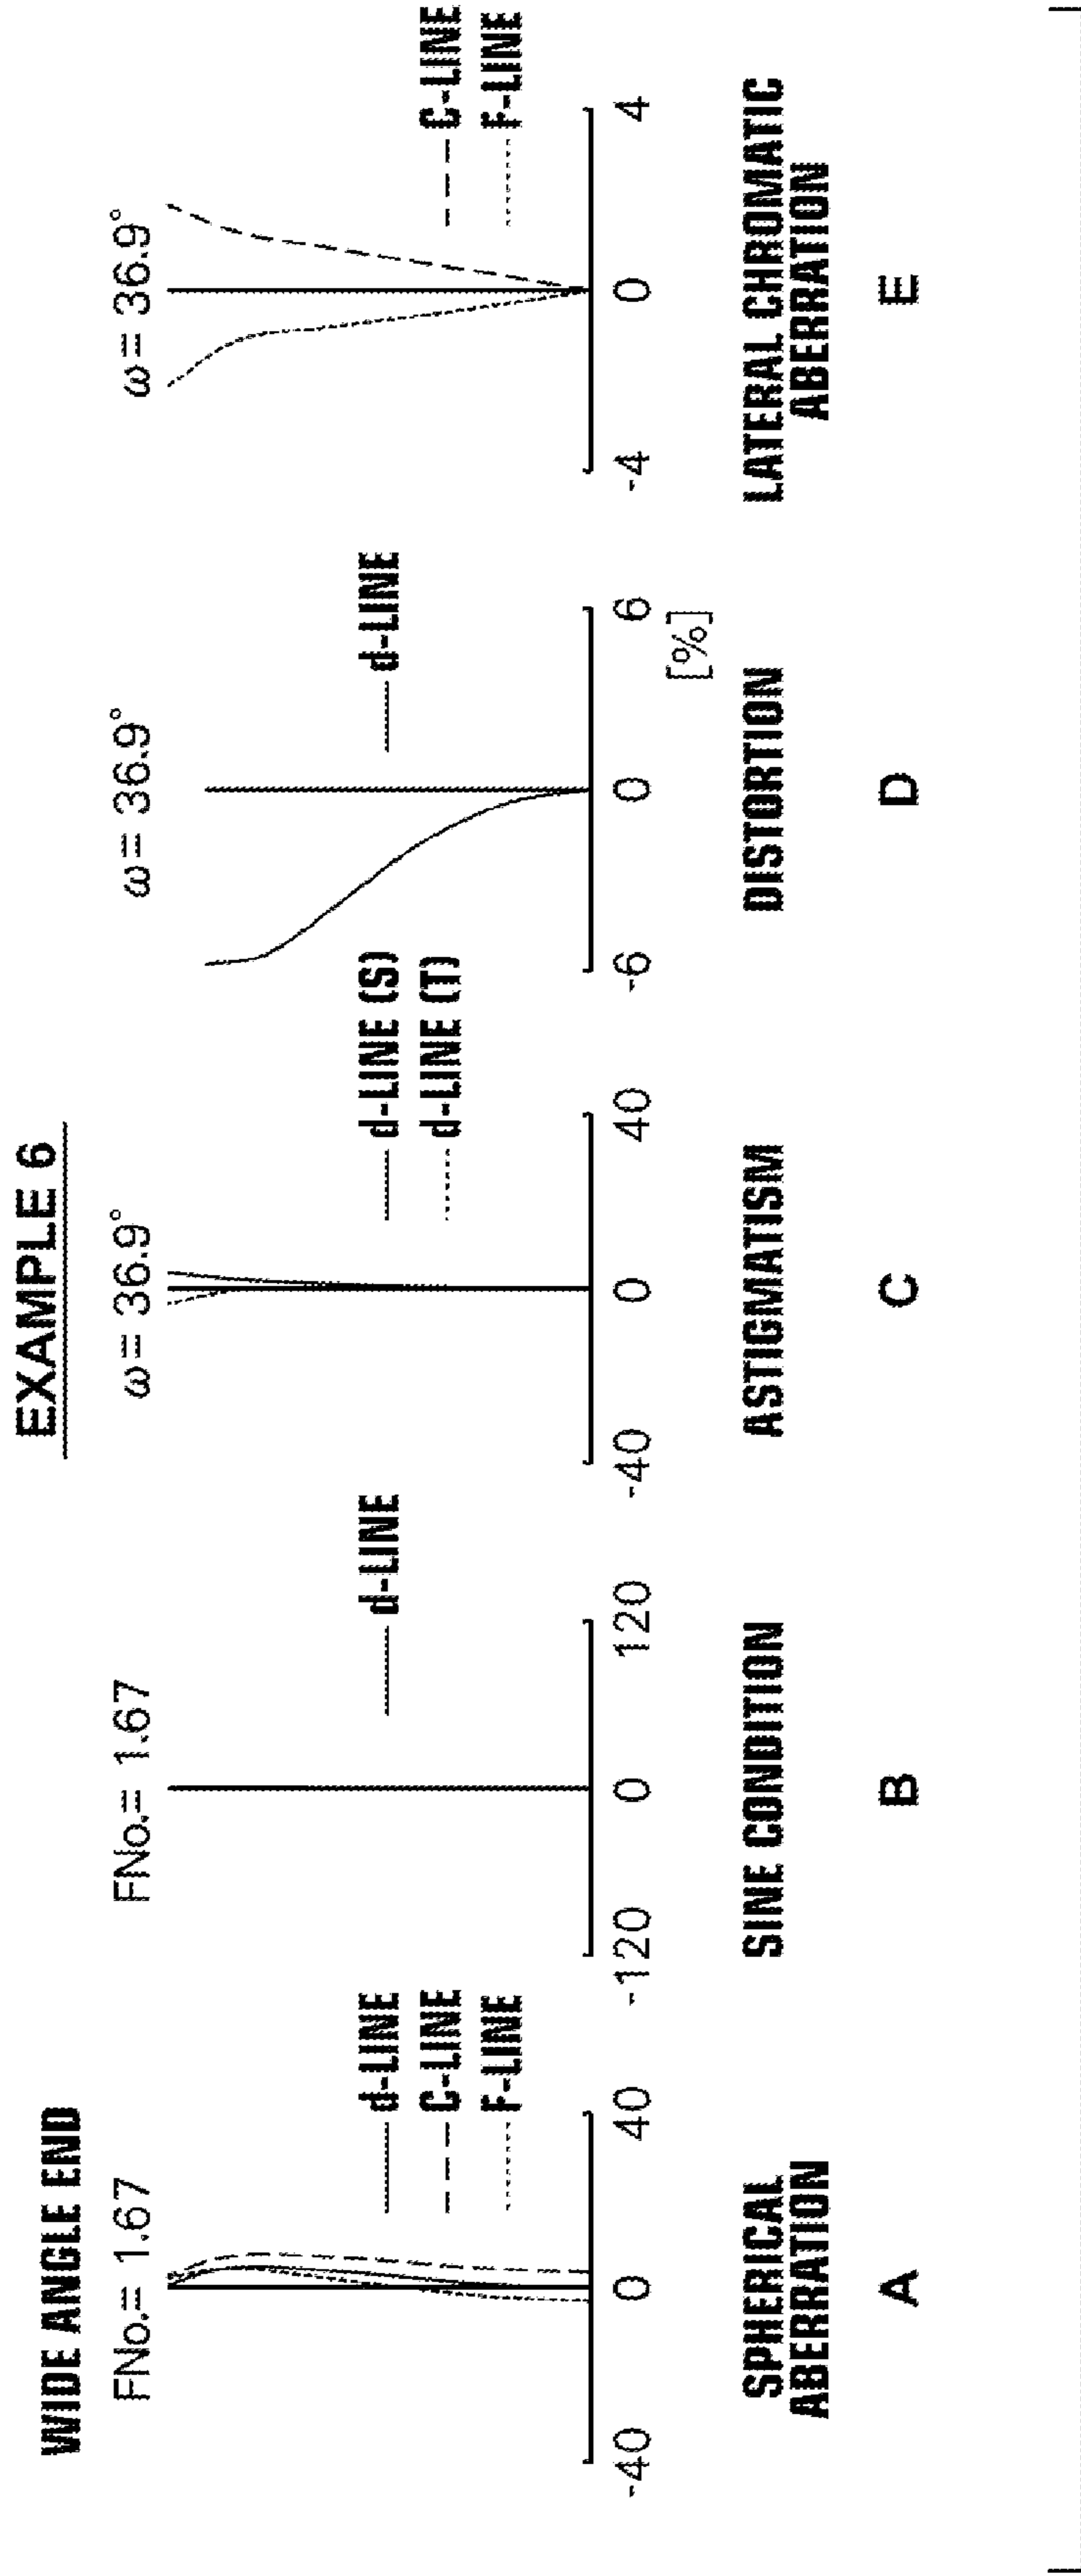 EXAMPLE 6
WIDE ANGLE END
FNo.= 1.67
d-LINE
C-LINE
F-LINE
-40 0 40
SPHERICAL
ABERRATION
A
FNo.= 1.67
d-LINE
-120 0 120
SINE CONDITION
B
ω= 36.9°
d-LINE (S)
d-LINE (T)
-40 0 40
ASTIGMATISM
C
ω= 36.9°
d-LINE
-6 0 6
[%]
DISTORTION
D
ω= 36.9°
C-LINE
F-LINE
-4 0 4
LATERAL CHROMATIC
ABERRATION
E